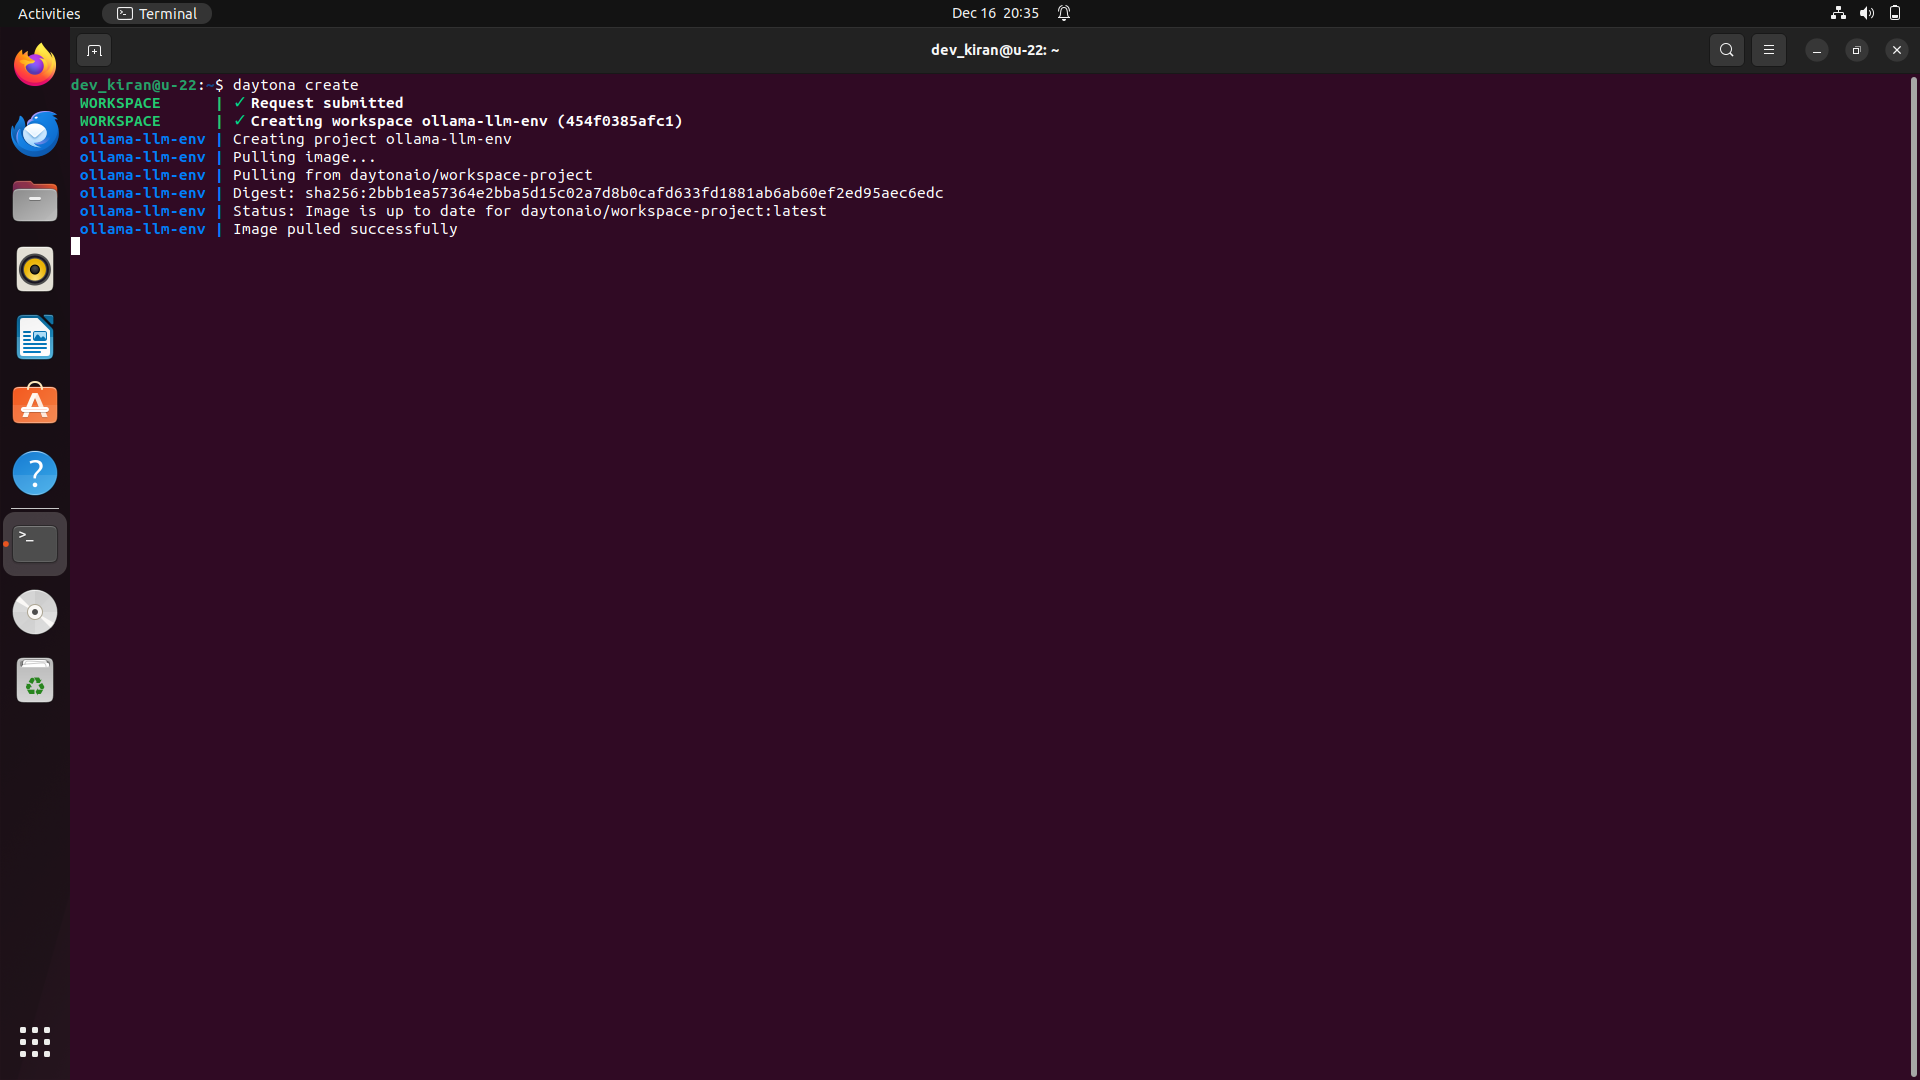 Activities
Terminal
Dec 16 20:35
dev_kiran@u-22: ~
dev_kiran@u-22:~$ daytona create
WORKSPACE | ✓ Request submitted
WORKSPACE | ✓ Creating workspace ollama-llm-env (454f0385afc1)
ollama-llm-env | Creating project ollama-llm-env
ollama-llm-env | Pulling image...
ollama-llm-env | Pulling from daytonaio/workspace-project
ollama-llm-env | Digest: sha256:2bbb1ea57364e2bba5d15c02a7d8b0cafd633fd1881ab6ab60ef2ed95aec6edc
ollama-llm-env | Status: Image is up to date for daytonaio/workspace-project:latest
ollama-llm-env | Image pulled successfully